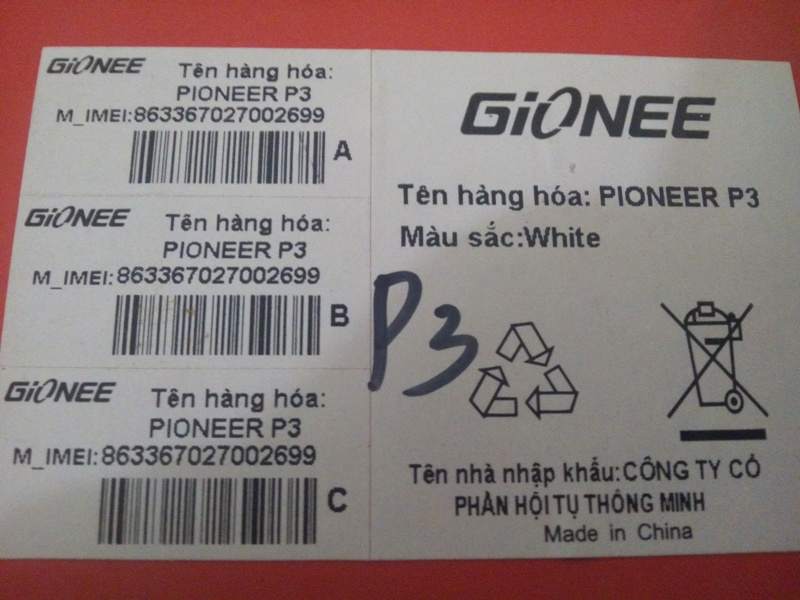 GiONEE Tên hàng hóa:
PIONEER P3
M_IMEI:863367027002699
A
GiONEE Tên hàng hóa:
PIONEER P3
M_IMEI:863367027002699
B
GiONEE Tên hàng hóa:
PIONEER P3
M_IMEI:863367027002699
C
GiONEE
Tên hàng hóa: PIONEER P3
Màu sắc:White
P3
Tên nhà nhập khẩu:CÔNG TY CỔ
PHẦN HỘI TỤ THÔNG MINH
Made in China